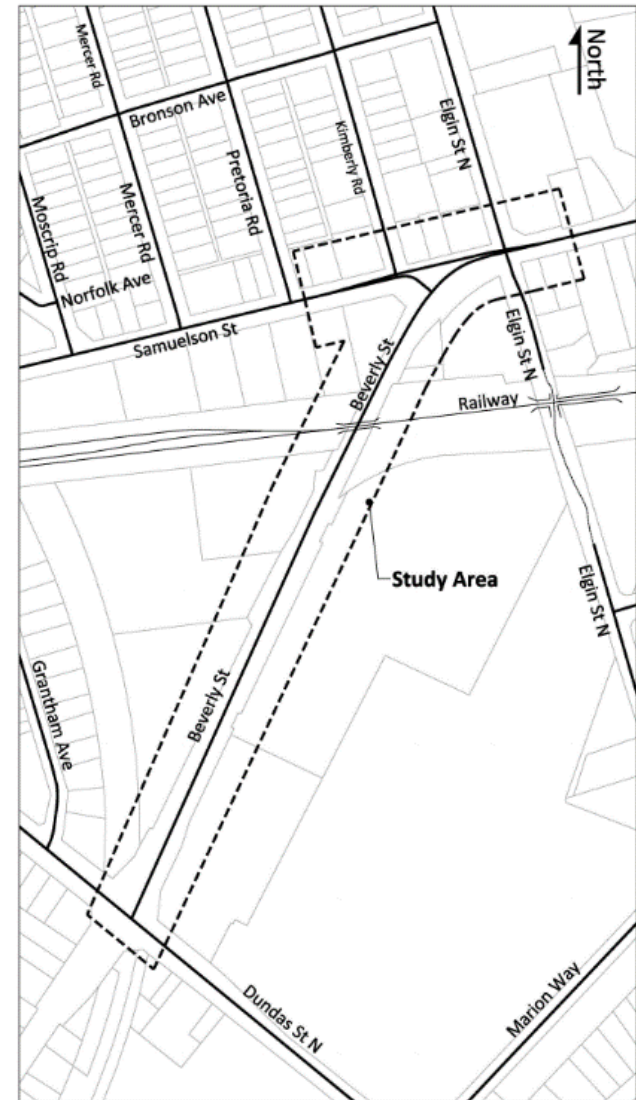 North
Mercer Rd
Bronson Ave
Elgin St N
Kimberly Rd
Pretoria Rd
Mercer Rd
Moscrip Rd
Norfolk Ave
Samuelson St
Elgin St N
Beverly St
Railway
Study Area
Elgin St N
Beverly St
Grantham Ave
Dundas St N
Marion Way